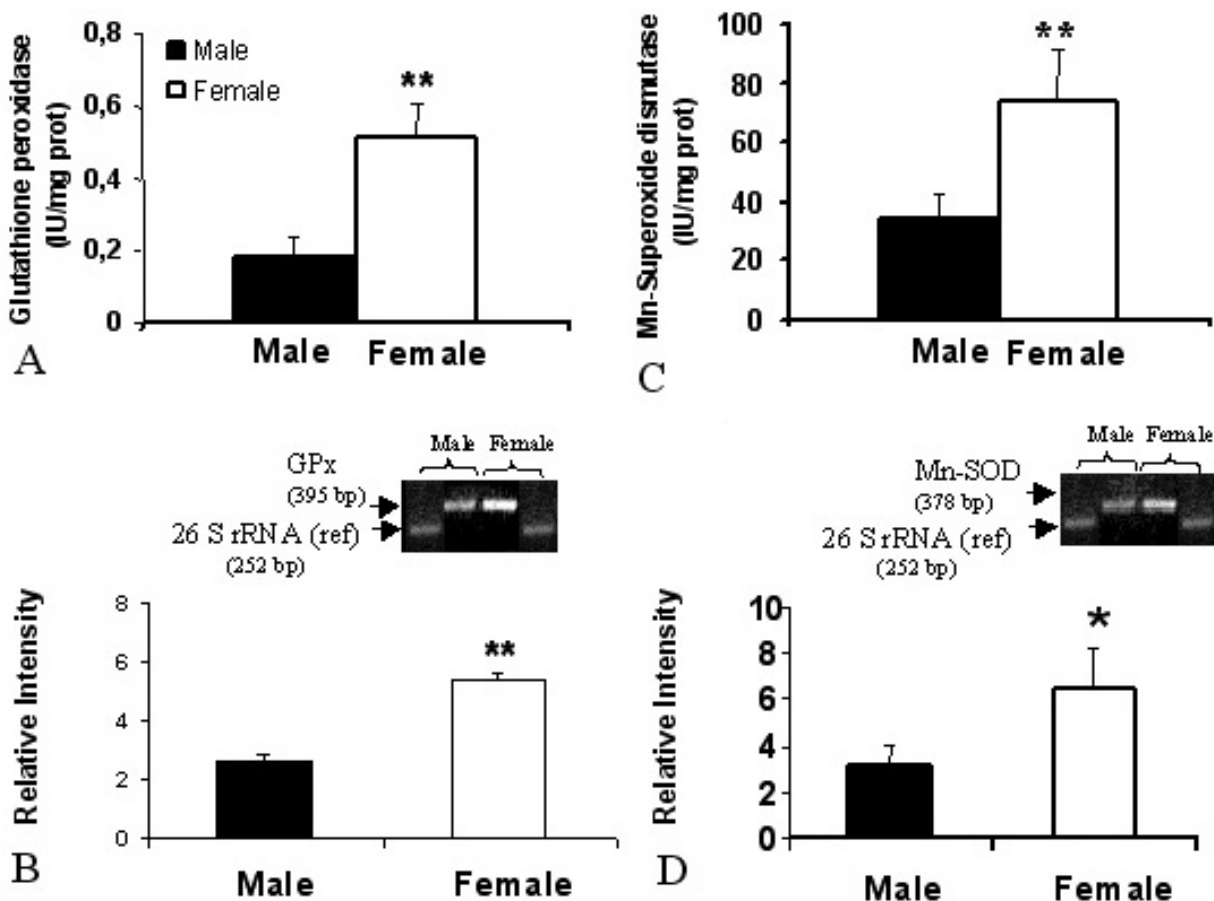 Glutathione peroxidase
(IU/mg prot)
0,8
0,6
0,4
0,2
0
Male
Female
**
Male Female
A
Mn-Superoxide dismutase
(IU/mg prot)
100
80
60
40
20
0
**
Male Female
C
Male Female
GPx
(395 bp)
26 S rRNA (ref)
(252 bp)
Relative Intensity
8
6
4
2
0
**
Male Female
B
Male Female
Mn-SOD
(378 bp)
26 S rRNA (ref)
(252 bp)
Relative Intensity
10
8
6
4
2
0
*
Male Female
D